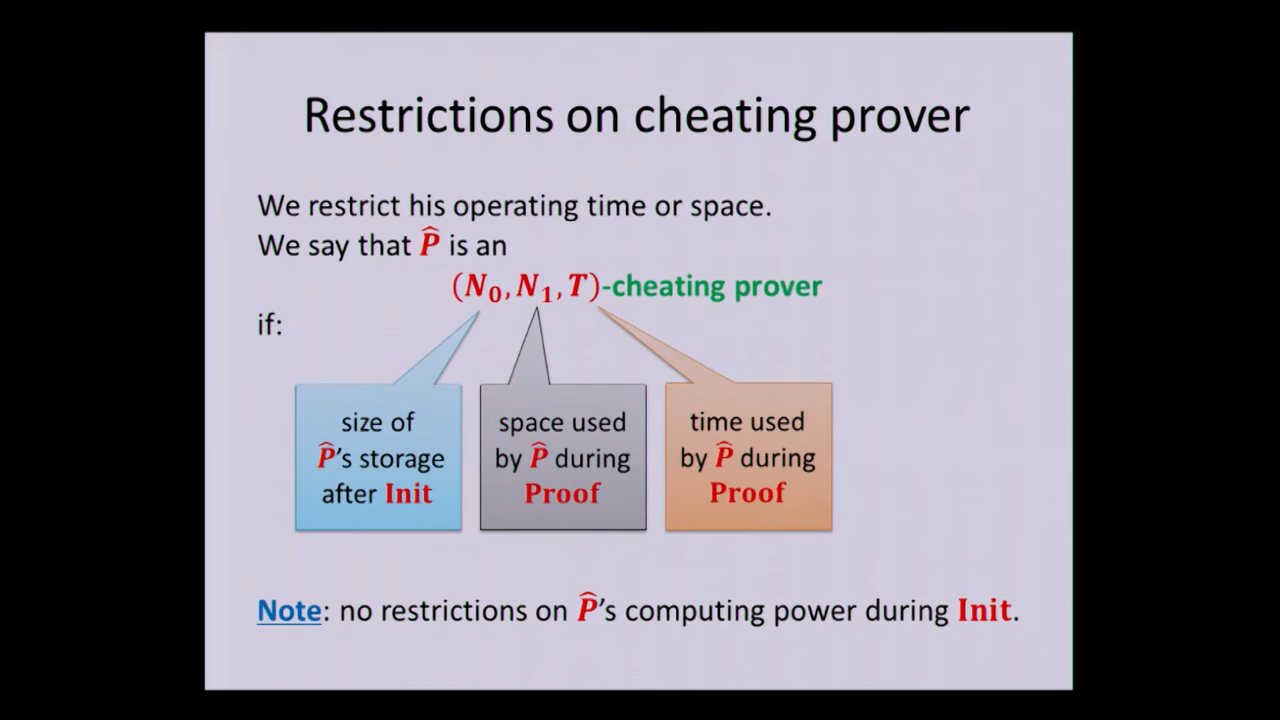 Restrictions on cheating prover
We restrict his operating time or space.
We say that P̂ is an
(N₀, N₁, T)-cheating prover
if:
size of
P̂'s storage
after Init
space used
by P̂ during
Proof
time used
by P̂ during
Proof
Note: no restrictions on P̂'s computing power during Init.